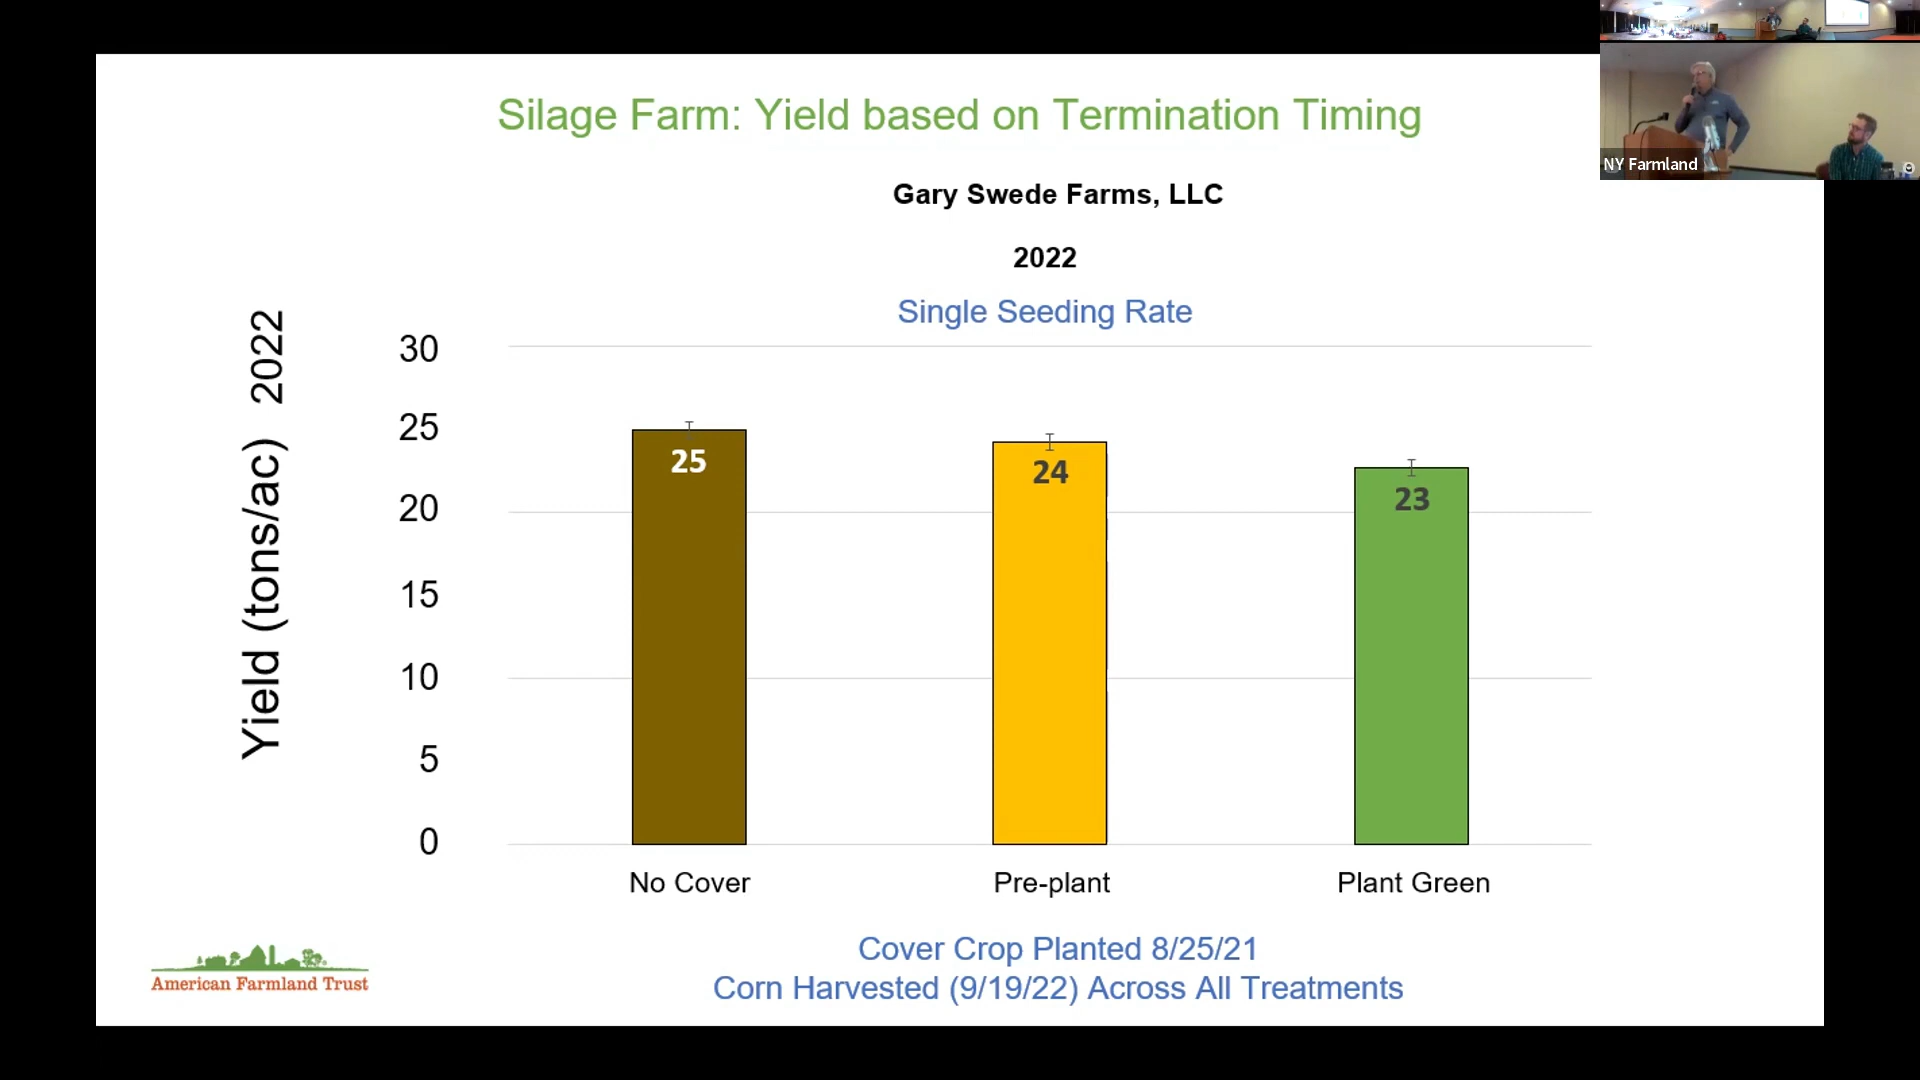 Silage Farm: Yield based on Termination Timing
NY Farmland
Gary Swede Farms, LLC
2022
Single Seeding Rate
Yield (tons/ac) 2022
30
25
20
15
10
5
0
25
24
23
No Cover
Pre-plant
Plant Green
Cover Crop Planted 8/25/21
Corn Harvested (9/19/22) Across All Treatments
American Farmland Trust